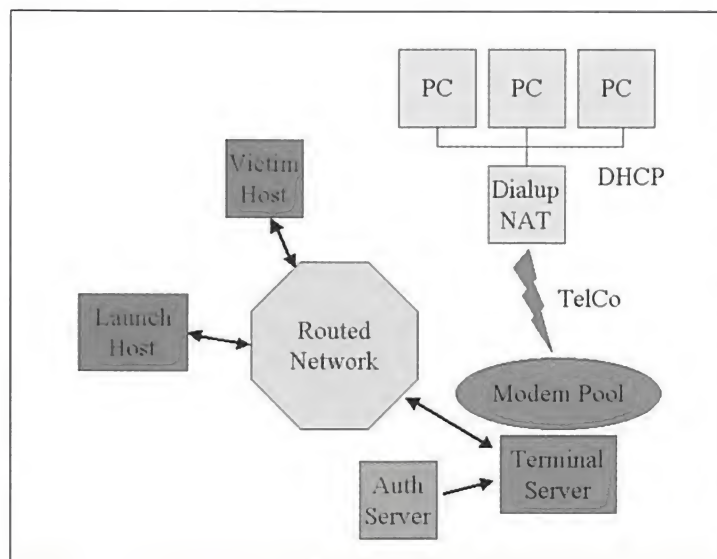 PC
PC
PC
DHCP
Dialup
NAT
Victim
Host
TelCo
Launch
Host
Routed
Network
Modem Pool
Terminal
Server
Auth
Server